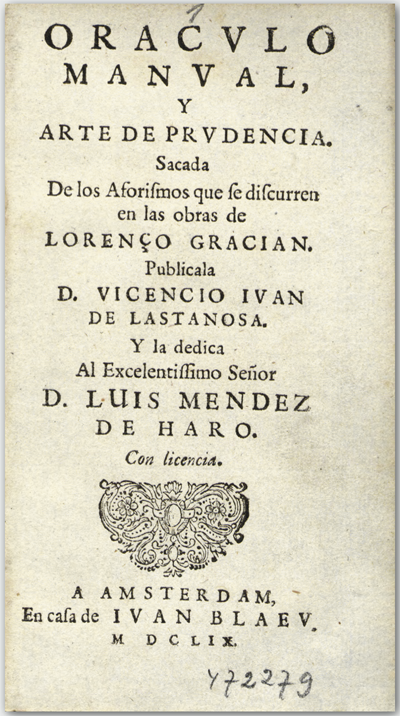 1
ORACVLO
MANVAL,
Y
ARTE DE PRVDENCIA.
Sacada
De los Aforiſmos que ſe diſcurren
en las obras de
LORENÇO GRACIAN.
Publicala
D. VICENCIO IVAN
DE LASTANOSA.
Y la dedica
Al Excelentiſſimo Señor
D. LUIS MENDEZ
DE HARO.
Con licencia.
A AMSTERDAM,
En caſa de IVAN BLAEV.
M DCLIX.
Y72279